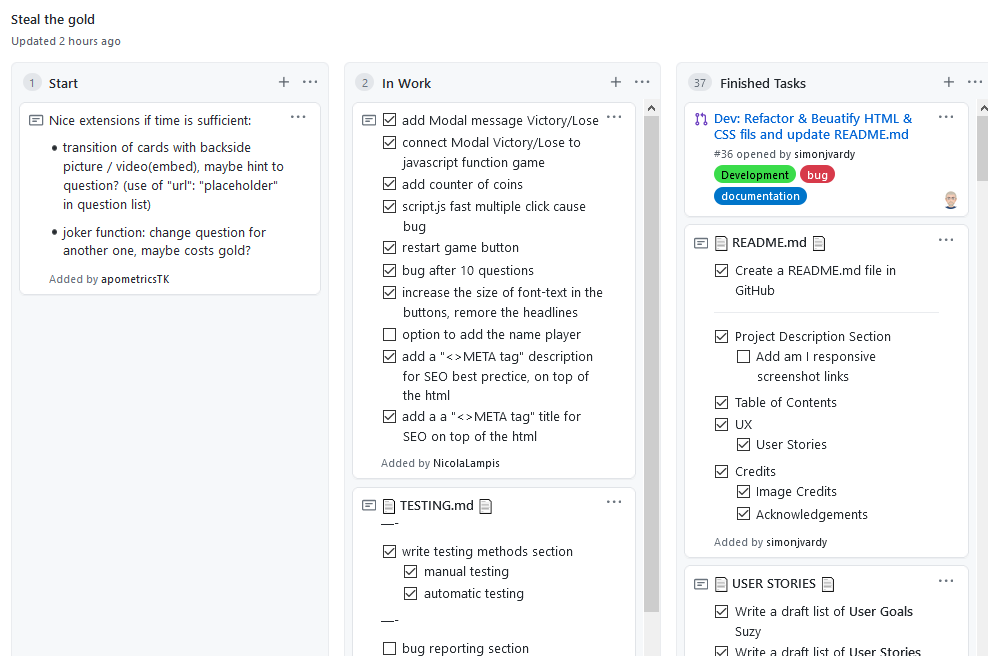 Steal the gold
Updated 2 hours ago
1 Start
Nice extensions if time is sufficient:
• transition of cards with backside
picture / video(embed), maybe hint to
question? (use of "url": "placeholder"
in question list)
• joker function: change question for
another one, maybe costs gold?
Added by apometricsTK
2 In Work
add Modal message Victory/Lose
connect Modal Victory/Lose to
javascript function game
add counter of coins
script.js fast multiple click cause
bug
restart game button
bug after 10 questions
increase the size of font-text in the
buttons, remore the headlines
option to add the name player
add a "<>META tag" description
for SEO best prectice, on top of
the html
add a a "<>META tag" title for
SEO on top of the html
Added by NicolaLampis
TESTING.md
—-
write testing methods section
manual testing
automatic testing
—-
bug reporting section
37 Finished Tasks
Dev: Refactor & Beuatify HTML &
CSS fils and update README.md
#36 opened by simonjvardy
Development bug
documentation
README.md
Create a README.md file in
GitHub
Project Description Section
Add am I responsive
screenshot links
Table of Contents
UX
User Stories
Credits
Image Credits
Acknowledgements
Added by simonjvardy
USER STORIES
Write a draft list of User Goals
Suzy
Write a draft list of User Stories